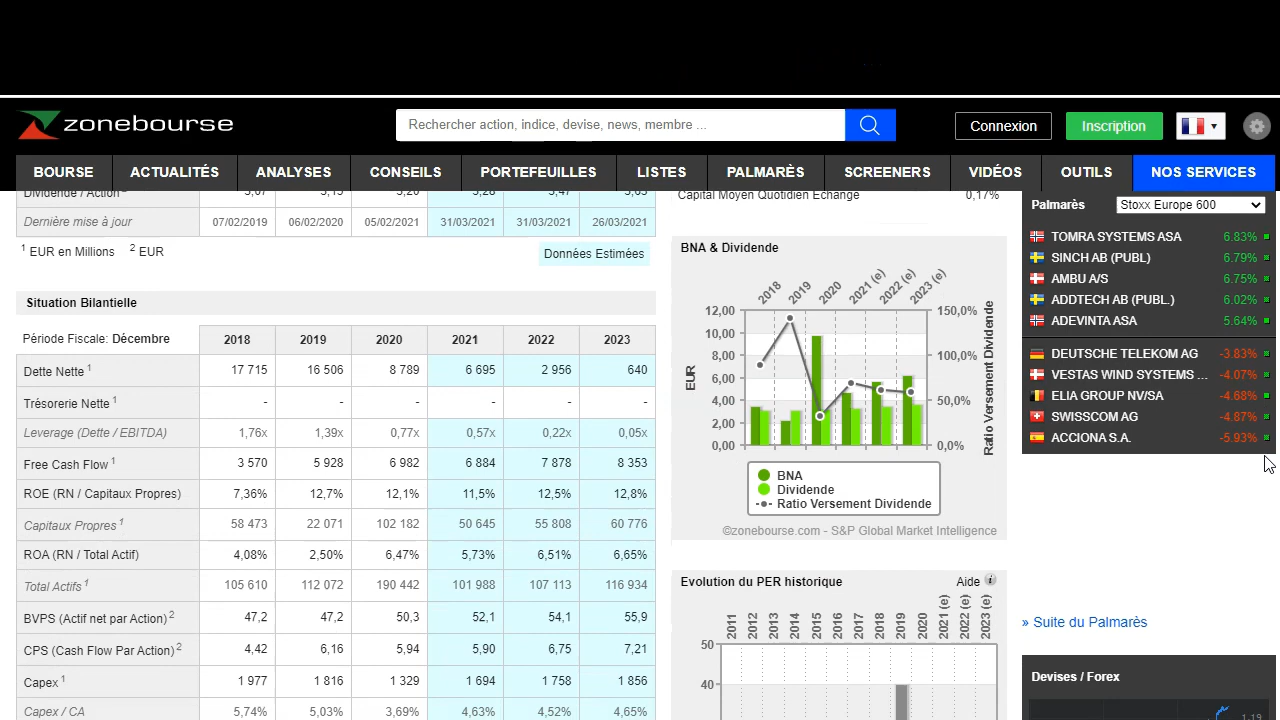 zonebourse
Rechercher action, indice, devise, news, membre ...
Connexion
Inscription
BOURSE ACTUALITÉS ANALYSES CONSEILS PORTEFEUILLES LISTES PALMARÈS SCREENERS VIDÉOS OUTILS NOS SERVICES
Dernière mise à jour 07/02/2019 06/02/2020 05/02/2021 31/03/2021 31/03/2021 26/03/2021
1 EUR en Millions 2 EUR
Données Estimées
Situation Bilantielle
Période Fiscale: Décembre 2018 2019 2020 2021 2022 2023
Dette Nette 1 17 715 16 506 8 789 6 695 2 956 640
Trésorerie Nette 1 - - - - - -
Leverage (Dette / EBITDA) 1,76x 1,39x 0,77x 0,57x 0,22x 0,05x
Free Cash Flow 1 3 570 5 928 6 982 6 884 7 878 8 353
ROE (RN / Capitaux Propres) 7,36% 12,7% 12,1% 11,5% 12,5% 12,8%
Capitaux Propres 1 58 473 22 071 102 182 50 645 55 808 60 776
ROA (RN / Total Actif) 4,08% 2,50% 6,47% 5,73% 6,51% 6,65%
Total Actifs 1 105 610 112 072 190 442 101 988 107 113 116 934
BVPS (Actif net par Action) 2 47,2 47,2 50,3 52,1 54,1 55,9
CPS (Cash Flow Par Action) 2 4,42 6,16 5,94 5,90 6,75 7,21
Capex 1 1 977 1 816 1 329 1 694 1 758 1 856
Capex / CA 5,74% 5,03% 3,69% 4,63% 4,52% 4,65%
Capital Moyen Quotidien Echangé 0,17%
BNA & Dividende
2018 2019 2020 2021 (e) 2022 (e) 2023 (e)
12,00 150,0%
10,00
8,00 100,0%
6,00
4,00 50,0%
2,00
0,00 0,0%
EUR
Ratio Versement Dividende
BNA
Dividende
Ratio Versement Dividende
©zonebourse.com - S&P Global Market Intelligence
Evolution du PER historique Aide
2011 2012 2013 2014 2015 2016 2017 2018 2019 2020 2021 (e) 2022 (e) 2023 (e)
50
40
Palmarès Stoxx Europe 600
TOMRA SYSTEMS ASA 6.83%
SINCH AB (PUBL) 6.79%
AMBU A/S 6.75%
ADDTECH AB (PUBL.) 6.02%
ADEVINTA ASA 5.64%
DEUTSCHE TELEKOM AG -3.83%
VESTAS WIND SYSTEMS ... -4.07%
ELIA GROUP NV/SA -4.68%
SWISSCOM AG -4.87%
ACCIONA S.A. -5.93%
» Suite du Palmarès
Devises / Forex
1.19